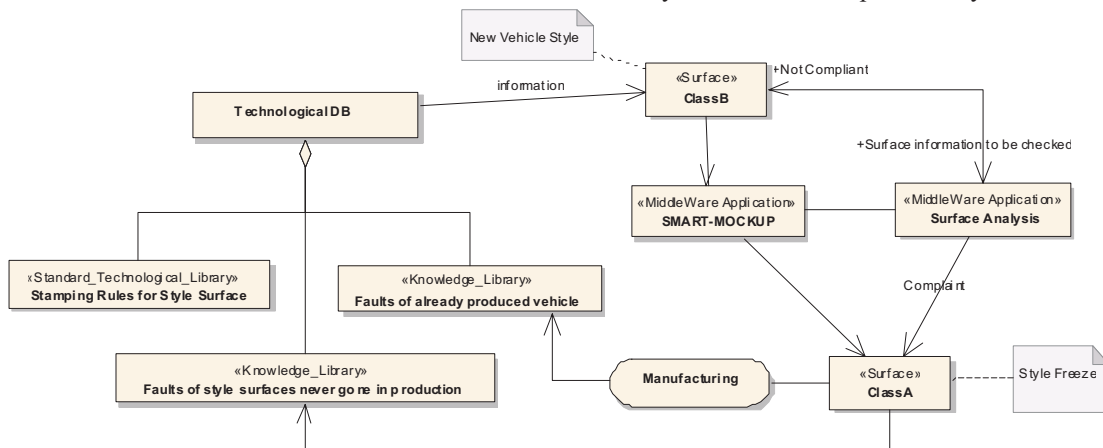 New Vehicle Style
«Surface»
ClassB
+Not Compliant
information
Technological DB
+Surface information to be checked
«MiddleWare Application»
SMART-MOCKUP
«MiddleWare Application»
Surface Analysis
«Standard_Technological_Library»
Stamping Rules for Style Surface
«Knowledge_Library»
Faults of already produced vehicle
Complaint
«Knowledge_Library»
Faults of style surfaces never gone in production
Manufacturing
«Surface»
ClassA
Style Freeze